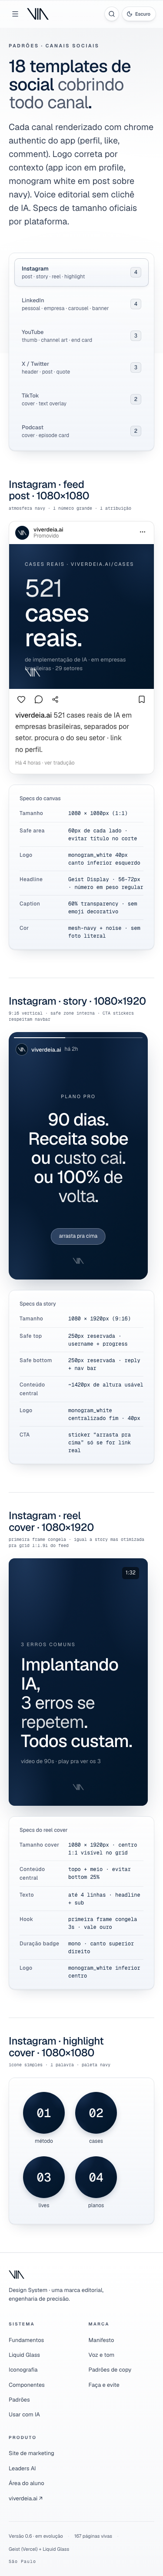 VIA
Escuro
PADRÕES · CANAIS SOCIAIS
18 templates de
social cobrindo
todo canal.
Cada canal renderizado com chrome
authentic do app (perfil, like,
comment). Logo correta por
contexto (app icon vs profile,
monogram white em post sobre
navy). Voice editorial sem clichê
de IA. Specs de tamanho oficiais
por plataforma.
Instagram
post · story · reel · highlight
4
LinkedIn
pessoal · empresa · carousel · banner
4
YouTube
thumb · channel art · end card
3
X / Twitter
header · post · quote
3
TikTok
cover · text overlay
2
Podcast
cover · episode card
2
Instagram · feed
post · 1080×1080
atmosfera navy · 1 número grande · 1 atribuição
viverdeia.ai
Promovido
CASES REAIS · VIVERDEIA.AI/CASES
521
cases
reais.
de implementação de IA · em empresas
brasileiras · 29 setores
viverdeia.ai 521 cases reais de IA em
empresas brasileiras, separados por
setor. procura o do seu setor · link
no perfil.
Há 4 horas · ver tradução
Specs do canvas
Tamanho 1080 × 1080px (1:1)
Safe area 60px de cada lado ·
evitar título no corte
Logo monogram_white 40px
canto inferior esquerdo
Headline Geist Display · 56-72px
· número em peso regular
Caption 60% transparency · sem
emoji decorativo
Cor mesh-navy + noise · sem
foto literal
Instagram · story · 1080×1920
9:16 vertical · safe zone interna · CTA stickers
respeitam navbar
viverdeia.ai há 2h
PLANO PRO
90 dias.
Receita sobe
ou custo cai.
ou 100% de
volta.
arrasta pra cima
Specs da story
Tamanho 1080 × 1920px (9:16)
Safe top 250px reservada ·
username + progress
Safe bottom 250px reservada · reply
+ nav bar
Conteúdo
central ~1420px de altura usável
Logo monogram_white
centralizado fim · 40px
CTA sticker "arrasta pra
cima" só se for link
real
Instagram · reel
cover · 1080×1920
primeira frame congela · igual a story mas otimizada
pra grid 1:1.91 do feed
1:32
3 ERROS COMUNS
Implantando
IA,
3 erros se
repetem.
Todos custam.
vídeo de 90s · play pra ver os 3
Specs do reel cover
Tamanho cover 1080 × 1920px · centro
1:1 visível no grid
Conteúdo
central topo + meio · evitar
bottom 25%
Texto até 4 linhas · headline
+ sub
Hook primeira frame congela
3s · vale ouro
Duração badge mono · canto superior
direito
Logo monogram_white inferior
centro
Instagram · highlight
cover · 1080×1080
ícone simples · 1 palavra · paleta navy
01
método
02
cases
03
lives
04
planos
VIA
Design System · uma marca editorial,
engenharia de precisão.
SISTEMA
Fundamentos
Liquid Glass
Iconografia
Componentes
Padrões
Usar com IA
MARCA
Manifesto
Voz e tom
Padrões de copy
Faça e evite
PRODUTO
Site de marketing
Leaders AI
Área do aluno
viverdeia.ai ↗
Versão 0.6 · em evolução 157 páginas vivas
Geist (Vercel) + Liquid Glass
São Paulo